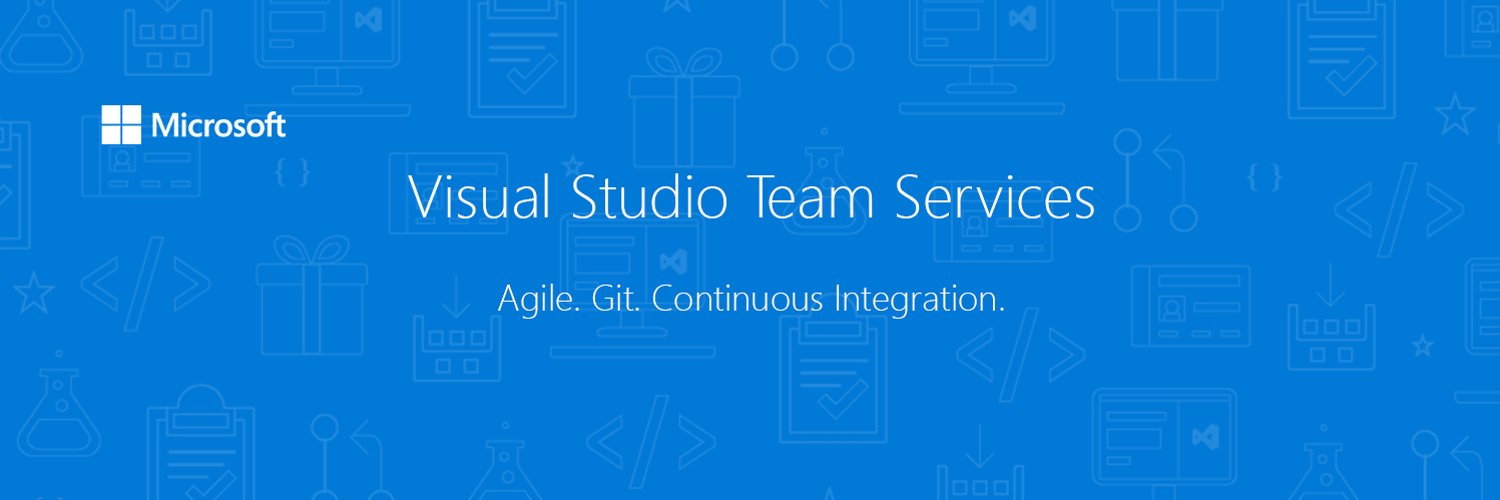 Microsoft
Visual Studio Team Services
Agile. Git. Continuous Integration.